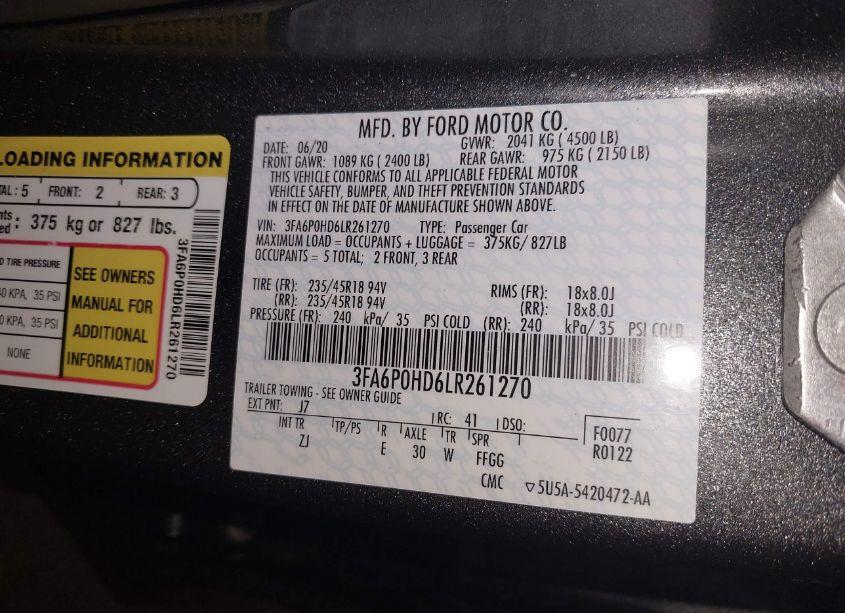 LOADING INFORMATION
TAL: 5 FRONT: 2 REAR: 3
375 kg or 827 lbs.
TIRE PRESSURE
KPA, 35 PSI
KPA, 35 PSI
NONE
SEE OWNERS
MANUAL FOR
ADDITIONAL
INFORMATION
3FA6P0HD6LR261270
MFD. BY FORD MOTOR CO.
DATE: 06/20 GVWR: 2041 KG ( 4500 LB)
FRONT GAWR: 1089 KG ( 2400 LB) REAR GAWR: 975 KG ( 2150 LB)
THIS VEHICLE CONFORMS TO ALL APPLICABLE FEDERAL MOTOR
VEHICLE SAFETY, BUMPER, AND THEFT PREVENTION STANDARDS
IN EFFECT ON THE DATE OF MANUFACTURE SHOWN ABOVE.
VIN: 3FA6P0HD6LR261270 TYPE: Passenger Car
MAXIMUM LOAD = OCCUPANTS + LUGGAGE = 375KG/ 827LB
OCCUPANTS = 5 TOTAL; 2 FRONT, 3 REAR
TIRE (FR): 235/45R18 94V RIMS (FR): 18x8.0J
(RR): 235/45R18 94V (RR): 18x8.0J
PRESSURE (FR): 240 kPa/ 35 PSI COLD (RR): 240 kPa/ 35 PSI COLD
3FA6P0HD6LR261270
TRAILER TOWING - SEE OWNER GUIDE
EXT PNT: J7 RC: 41 DSO:
INT TR TP/PS R AXLE TR SPR F0077
ZJ E 30 W FFGG R0122
CMC ▽5U5A-5420472-AA